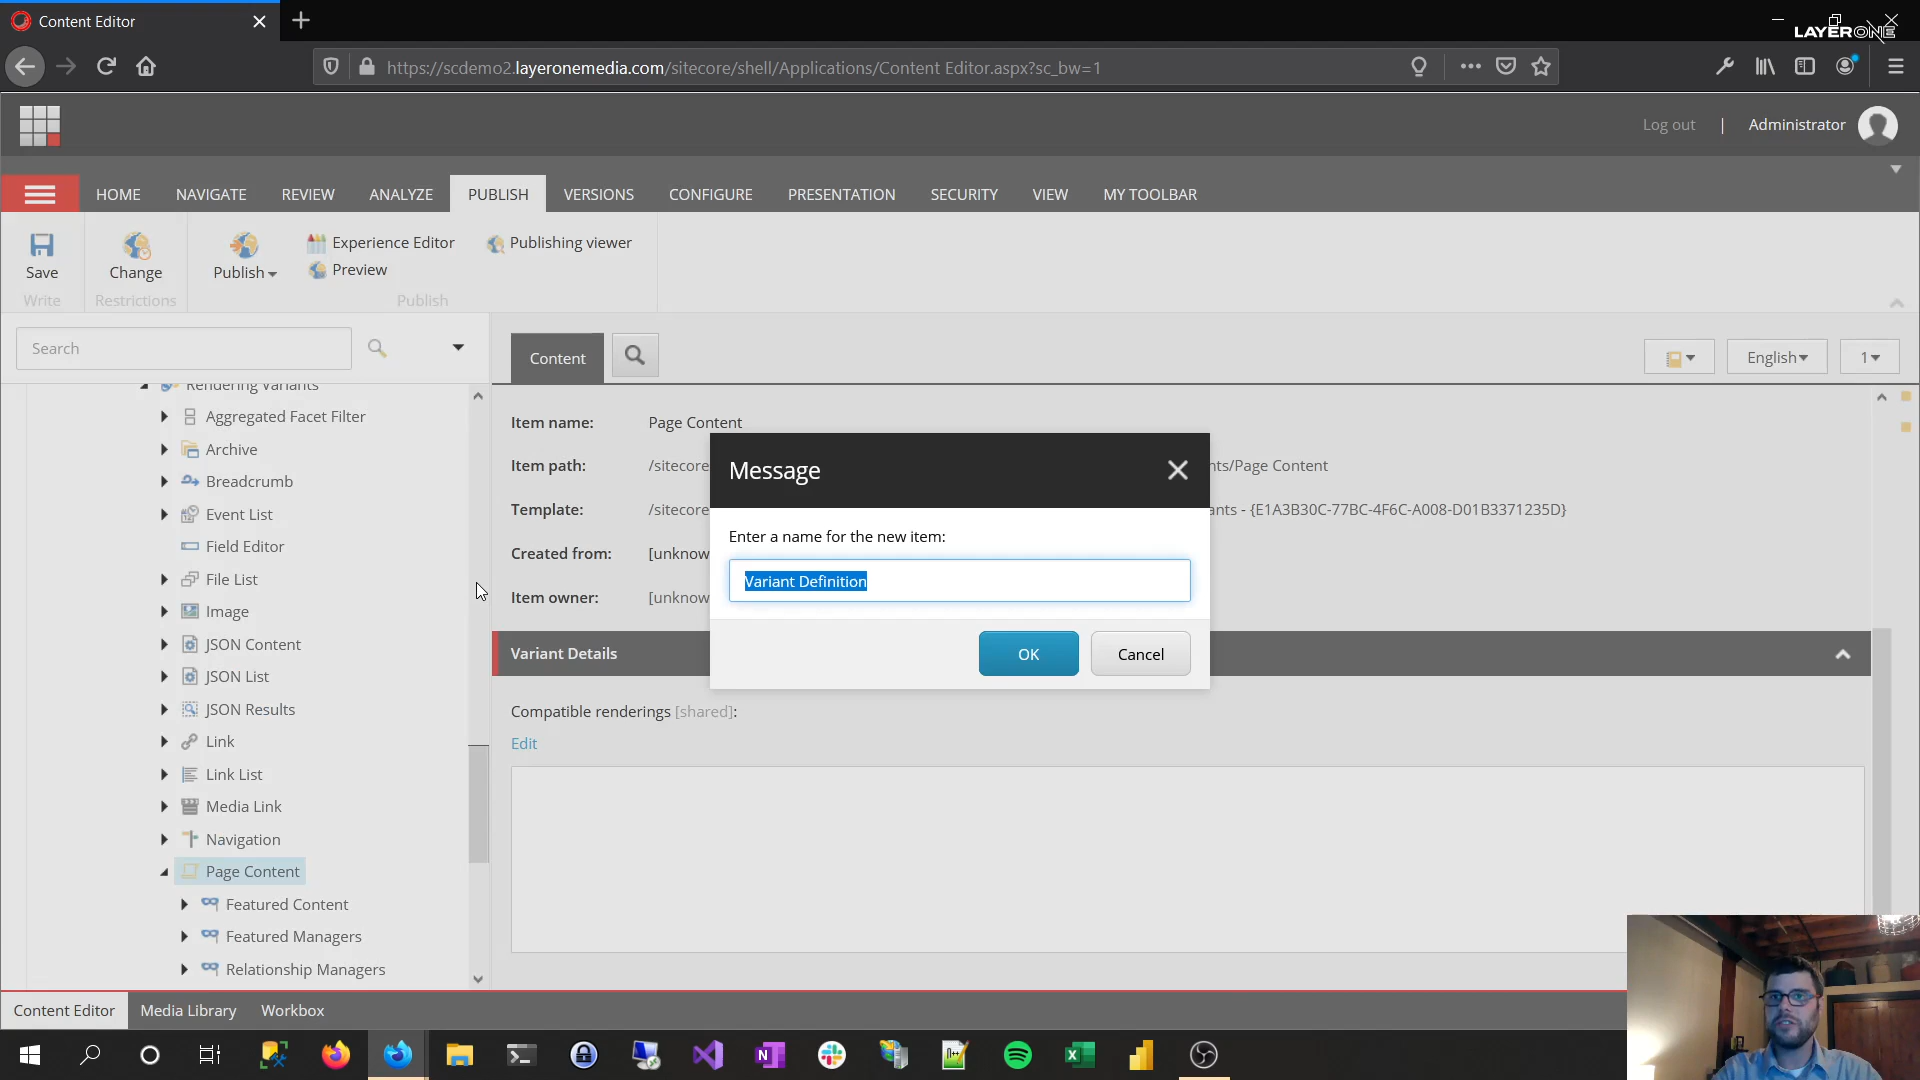 Content Editor
LAYERONE
https://scdemo2.layeronemedia.com/sitecore/shell/Applications/Content Editor.aspx?sc_bw=1
Log out | Administrator
HOME NAVIGATE REVIEW ANALYZE PUBLISH VERSIONS CONFIGURE PRESENTATION SECURITY VIEW MY TOOLBAR
Save
Write
Change
Restrictions
Publish
Experience Editor
Preview
Publishing viewer
Publish
Search
Content
English
1
Rendering Variants
Aggregated Facet Filter
Archive
Breadcrumb
Event List
Field Editor
File List
Image
JSON Content
JSON List
JSON Results
Link
Link List
Media Link
Navigation
Page Content
Featured Content
Featured Managers
Relationship Managers
Item name: Page Content
Item path: /sitecore nts/Page Content
Template: /sitecore ants - {E1A3B30C-77BC-4F6C-A008-D01B3371235D}
Created from: [unknow
Item owner: [unknow
Variant Details
Compatible renderings [shared]:
Edit
Message
Enter a name for the new item:
Variant Definition
OK
Cancel
Content Editor Media Library Workbox